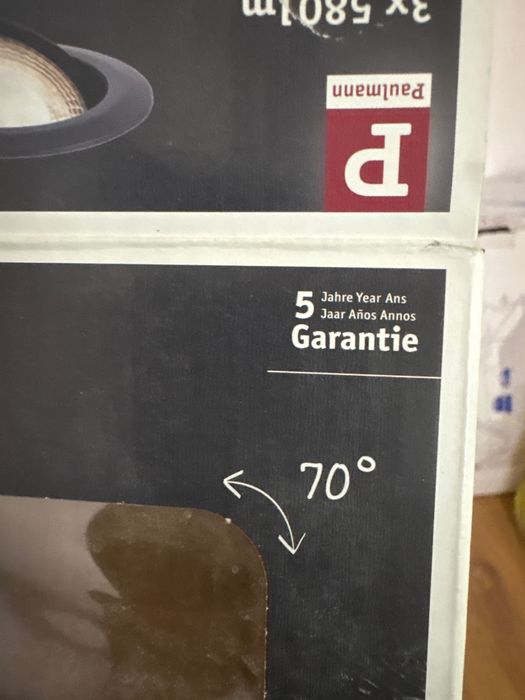 3x 580lm
Paulmann
P
5 Jahre Year Ans
Jaar Años Annos
Garantie
70°